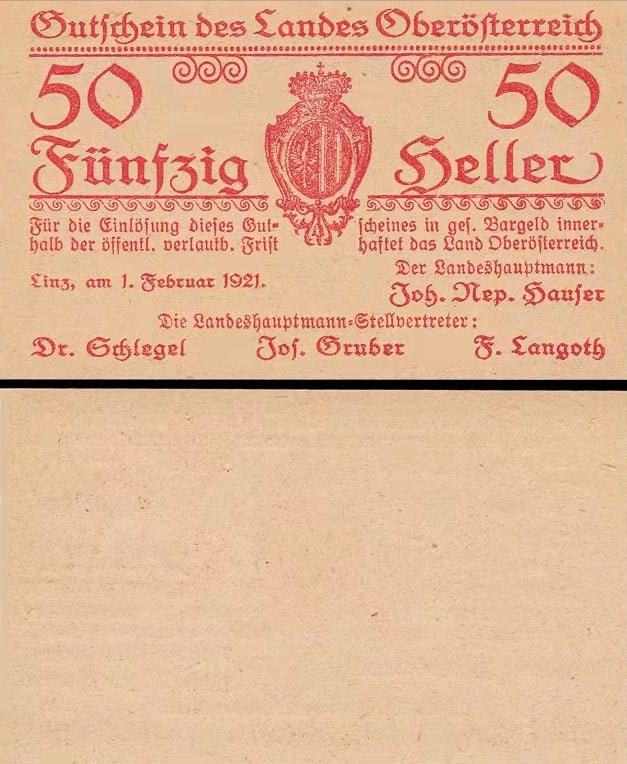 Gutschein des Landes Oberösterreich
50 50
Fünfzig Heller
Für die Einlösung dieses Gut- scheines in ges. Bargeld inner-
halb der öffentl. verlautb. Frist haftet das Land Oberösterreich.
Linz, am 1. Februar 1921.
Der Landeshauptmann:
Joh. Nep. Hauser
Die Landeshauptmann-Stellvertreter:
Dr. Schlegel Jos. Gruber F. Langoth